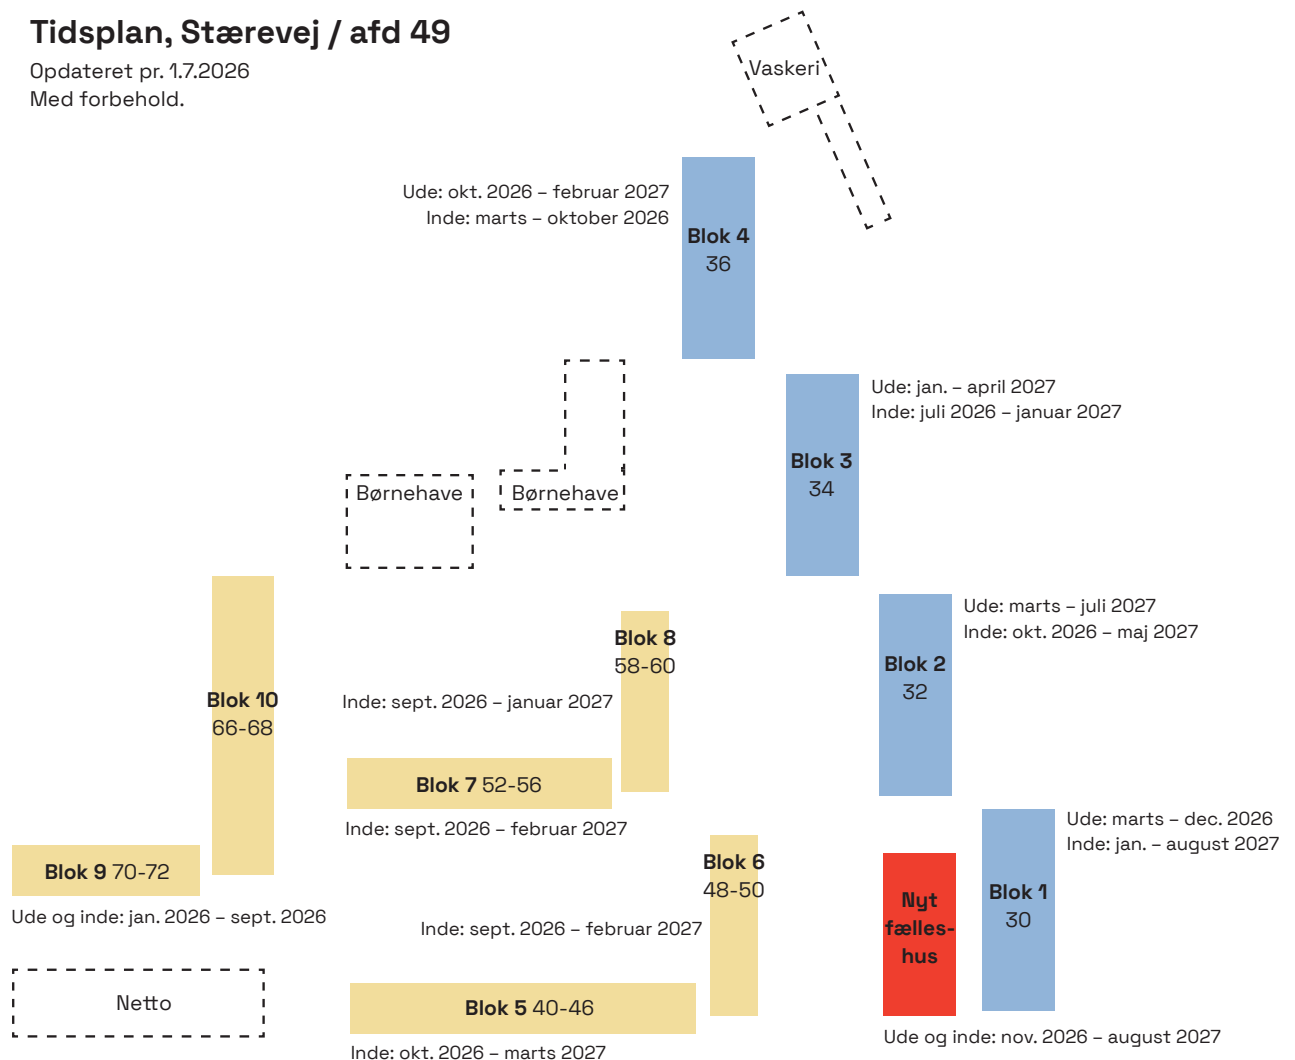 Tidsplan, Stærevej / afd 49
Opdateret pr. 1.7.2026
Med forbehold.
Vaskeri
Ude: okt. 2026 – februar 2027
Inde: marts – oktober 2026
Blok 4
36
Ude: jan. – april 2027
Inde: juli 2026 – januar 2027
Blok 3
34
Børnehave
Børnehave
Ude: marts – juli 2027
Inde: okt. 2026 – maj 2027
Blok 2
32
Blok 8
58-60
Inde: sept. 2026 – januar 2027
Blok 10
66-68
Blok 7 52-56
Inde: sept. 2026 – februar 2027
Ude: marts – dec. 2026
Inde: jan. – august 2027
Blok 1
30
Blok 6
48-50
Inde: sept. 2026 – februar 2027
Blok 9 70-72
Ude og inde: jan. 2026 – sept. 2026
Nyt
fælles-
hus
Ude og inde: nov. 2026 – august 2027
Netto
Blok 5 40-46
Inde: okt. 2026 – marts 2027